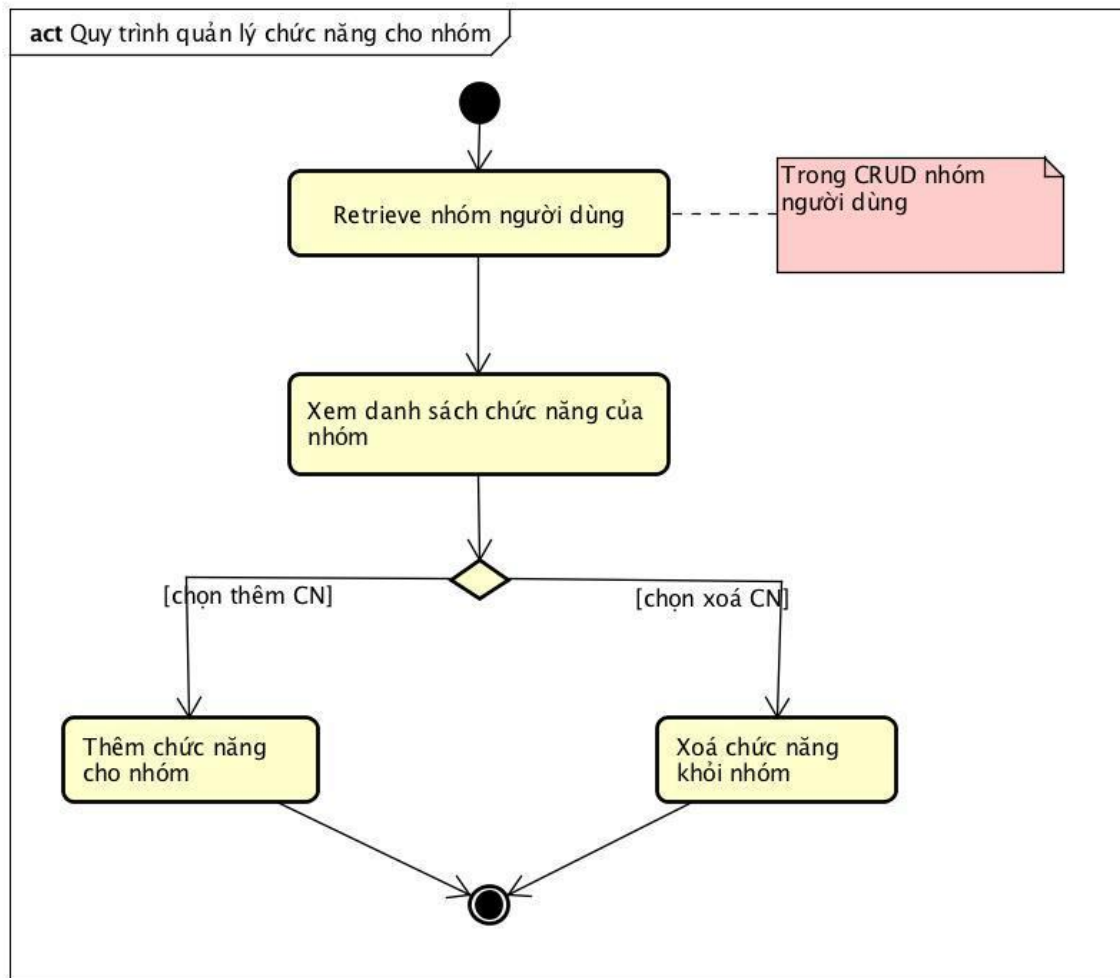 act Quy trình quản lý chức năng cho nhóm
Retrieve nhóm người dùng
Trong CRUD nhóm
người dùng
Xem danh sách chức năng của
nhóm
[chọn thêm CN]
[chọn xoá CN]
Thêm chức năng
cho nhóm
Xoá chức năng
khỏi nhóm